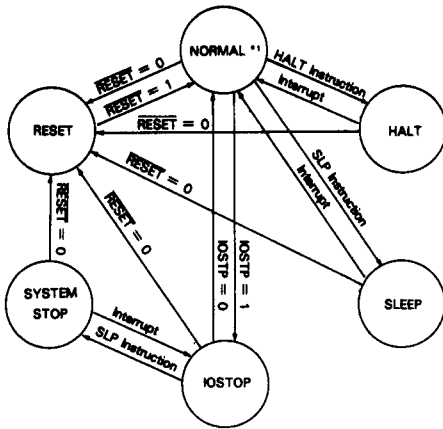 NORMAL *1
RESET = 0
RESET = 1
HALT Instruction
Interrupt
RESET
HALT
RESET = 0
RESET = 0
SLP Instruction
Interrupt
RESET = 0
RESET = 0
IOSTP = 0
IOSTP = 1
SYSTEM
STOP
SLEEP
Interrupt
SLP Instruction
IOSTOP